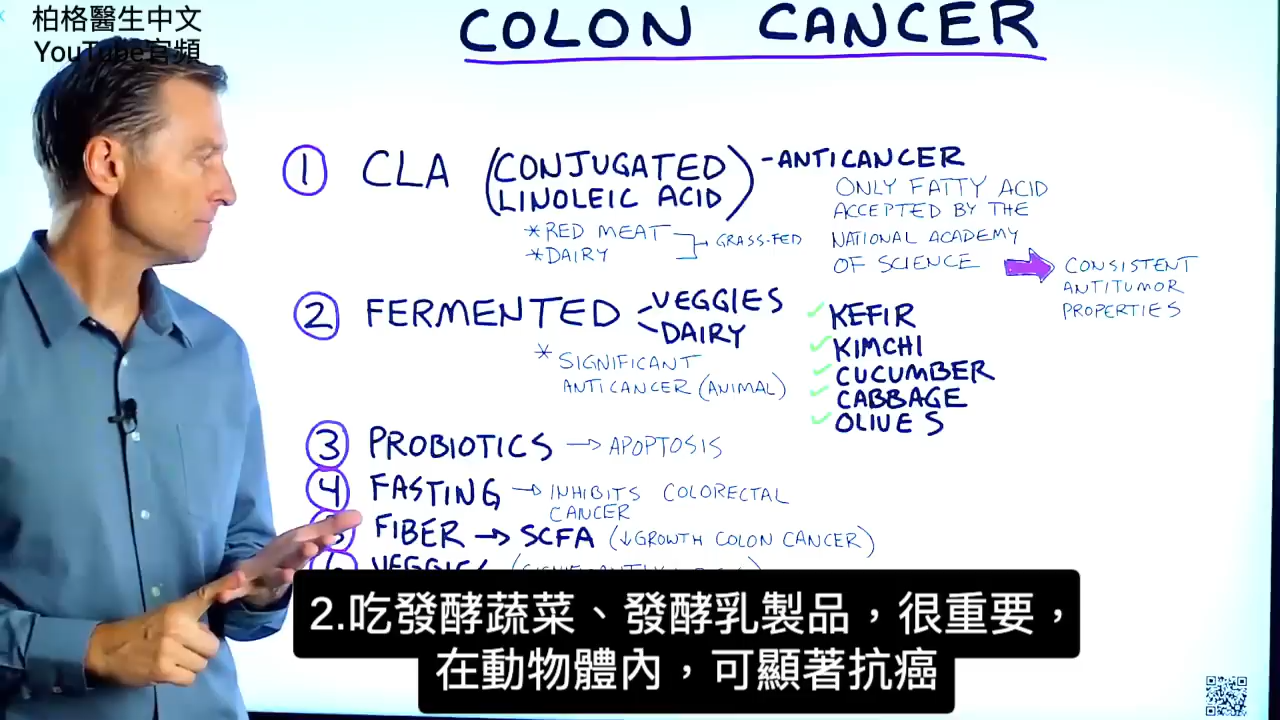 柏格醫生中文
YouTube官頻
COLON CANCER
1 CLA (CONJUGATED LINOLEIC ACID) -ANTICANCER
ONLY FATTY ACID
ACCEPTED BY THE
NATIONAL ACADEMY
OF SCIENCE
CONSISTENT
ANTITUMOR
PROPERTIES
*RED MEAT
*DAIRY
GRASS-FED
2 FERMENTED
VEGGIES
DAIRY
* SIGNIFICANT
ANTICANCER (ANIMAL)
✓KEFIR
✓KIMCHI
✓CUCUMBER
✓CABBAGE
✓OLIVES
3 PROBIOTICS → APOPTOSIS
4 FASTING → INHIBITS COLORECTAL
CANCER
5 FIBER → SCFA (↓GROWTH COLON CANCER)
6 VEGGIES
2.吃發酵蔬菜、發酵乳製品，很重要，
在動物體內，可顯著抗癌